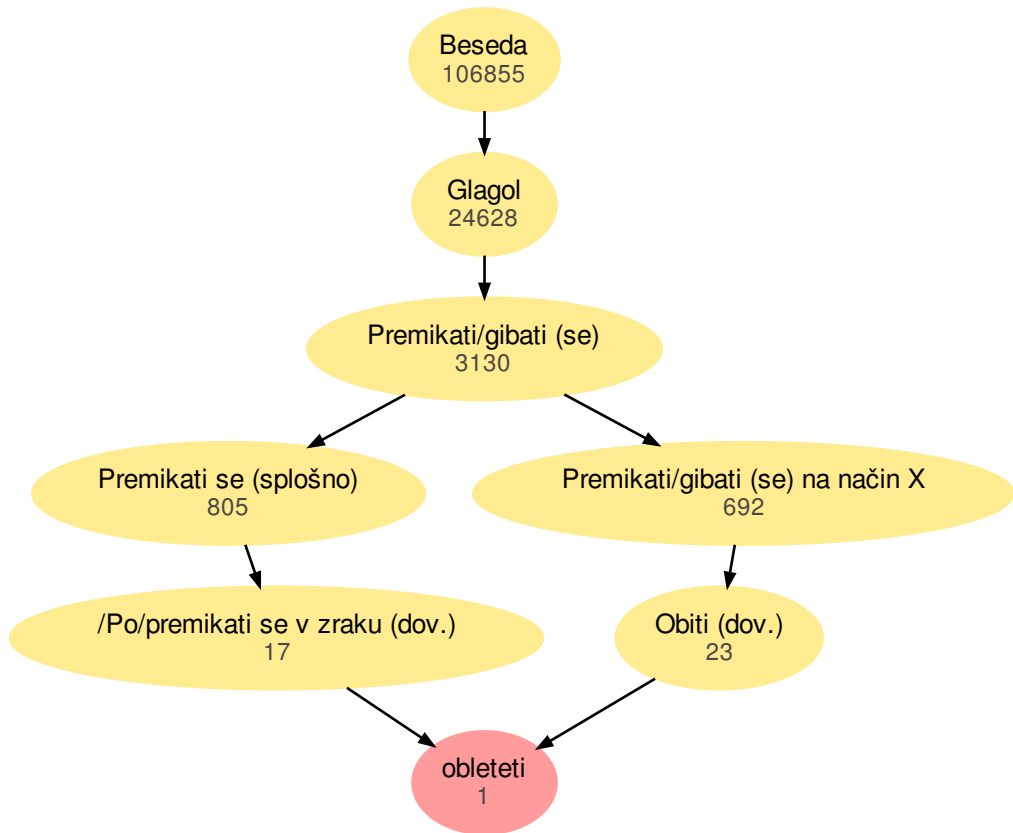 Beseda
106855
Glagol
24628
Premikati/gibati (se)
3130
Premikati se (splošno)
805
Premikati/gibati (se) na način X
692
/Po/premikati se v zraku (dov.)
17
Obiti (dov.)
23
obleteti
1